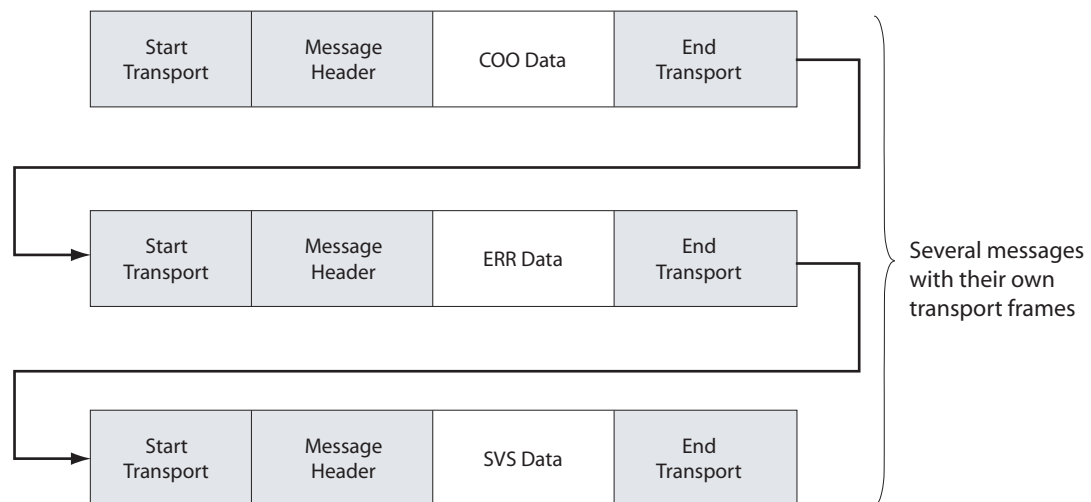 Start
Transport
Message
Header
COO Data
End
Transport
Start
Transport
Message
Header
ERR Data
End
Transport
Several messages
with their own
transport frames
Start
Transport
Message
Header
SVS Data
End
Transport